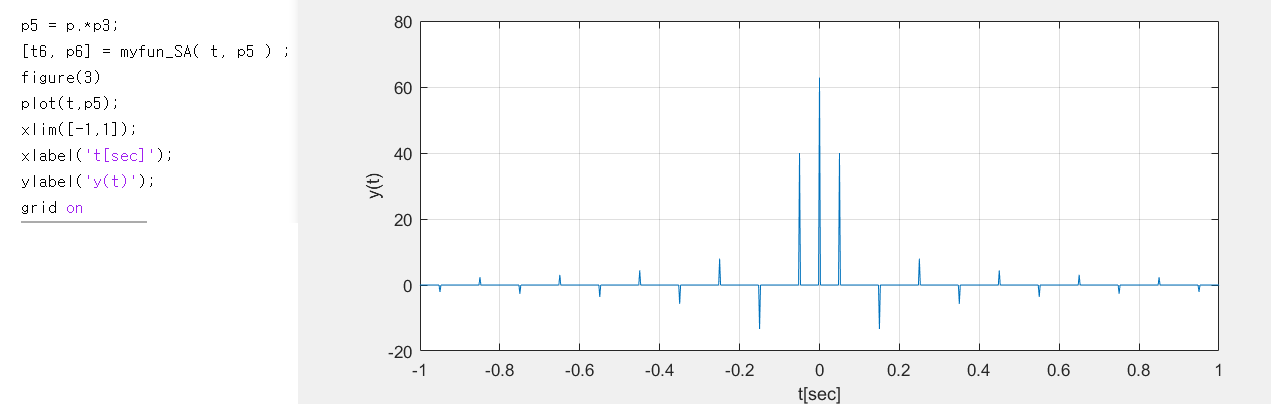 p5 = p.*p3;
[t6, p6] = myfun_SA( t, p5 ) ;
figure(3)
plot(t,p5);
xlim([-1,1]);
xlabel('t[sec]');
ylabel('y(t)');
grid on
80
60
40
20
0
-20
y(t)
-1 -0.8 -0.6 -0.4 -0.2 0 0.2 0.4 0.6 0.8 1
t[sec]